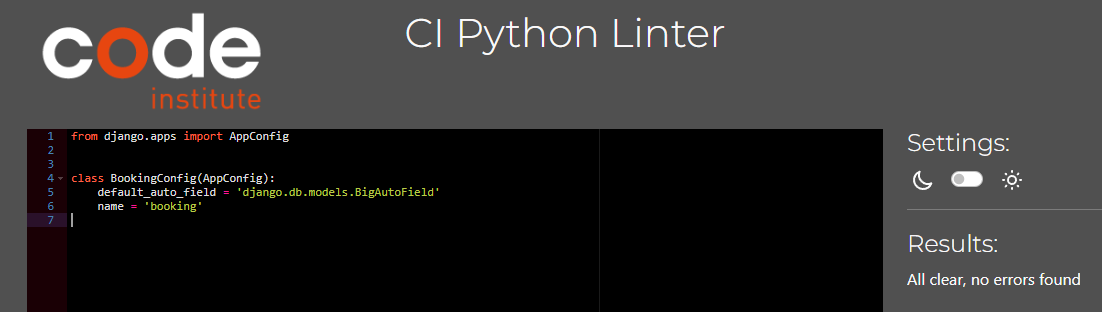 code
institute
CI Python Linter
1 from django.apps import AppConfig
2
3
4 class BookingConfig(AppConfig):
5     default_auto_field = 'django.db.models.BigAutoField'
6     name = 'booking'
7
Settings:
Results:
All clear, no errors found